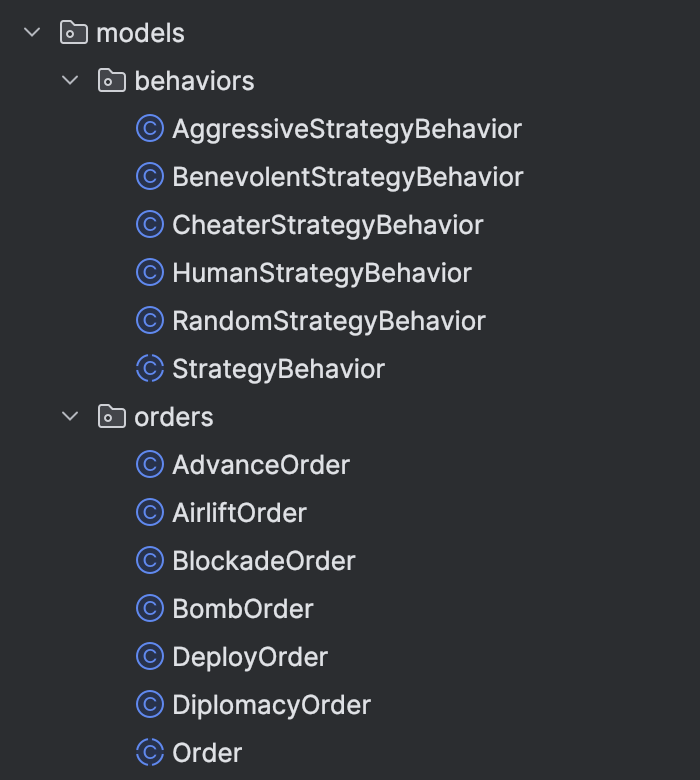 models
behaviors
AggressiveStrategyBehavior
BenevolentStrategyBehavior
CheaterStrategyBehavior
HumanStrategyBehavior
RandomStrategyBehavior
StrategyBehavior
orders
AdvanceOrder
AirliftOrder
BlockadeOrder
BombOrder
DeployOrder
DiplomacyOrder
Order